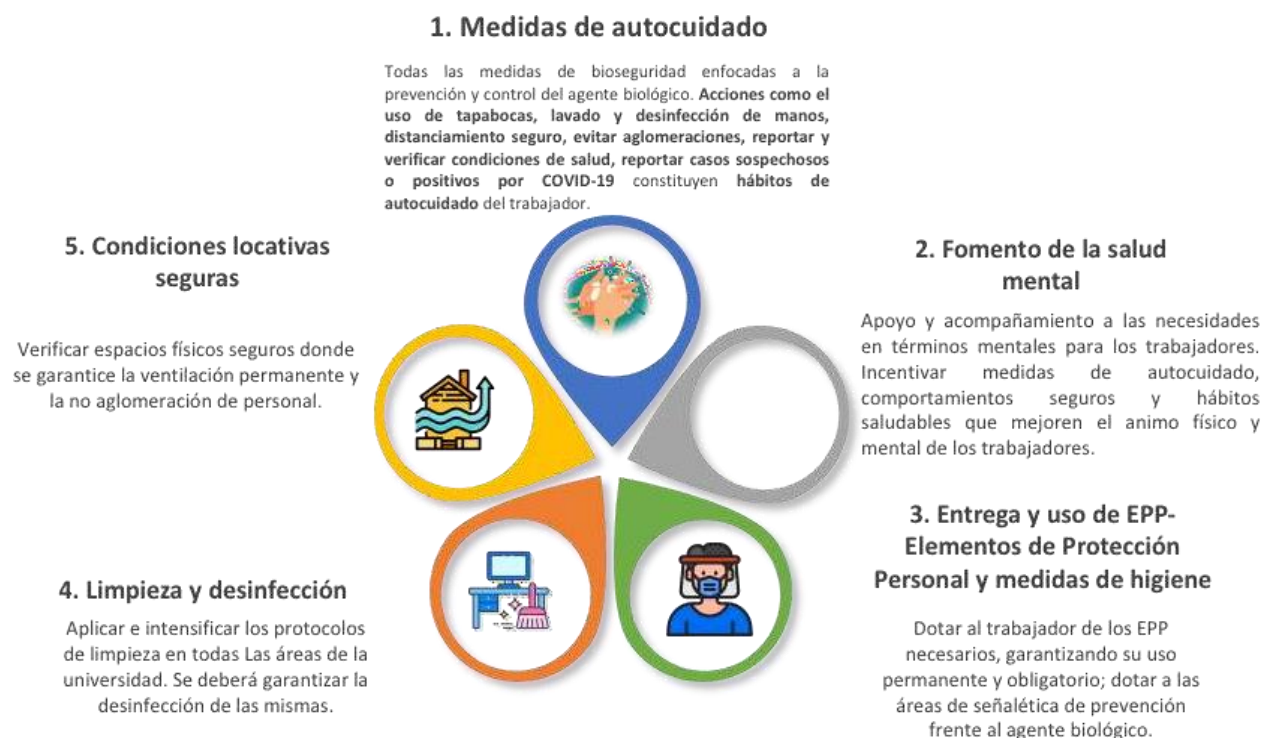 1. Medidas de autocuidado
Todas las medidas de bioseguridad enfocadas a la
prevención y control del agente biológico. Acciones como el
uso de tapabocas, lavado y desinfección de manos,
distanciamiento seguro, evitar aglomeraciones, reportar y
verificar condiciones de salud, reportar casos sospechosos
o positivos por COVID-19 constituyen hábitos de
autocuidado del trabajador.
2. Fomento de la salud
mental
Apoyo y acompañamiento a las necesidades
en términos mentales para los trabajadores.
Incentivar medidas de autocuidado,
comportamientos seguros y hábitos
saludables que mejoren el animo físico y
mental de los trabajadores.
3. Entrega y uso de EPP-
Elementos de Protección
Personal y medidas de higiene
Dotar al trabajador de los EPP
necesarios, garantizando su uso
permanente y obligatorio; dotar a las
áreas de señalética de prevención
frente al agente biológico.
4. Limpieza y desinfección
Aplicar e intensificar los protocolos
de limpieza en todas Las áreas de la
universidad. Se deberá garantizar la
desinfección de las mismas.
5. Condiciones locativas
seguras
Verificar espacios físicos seguros donde
se garantice la ventilación permanente y
la no aglomeración de personal.